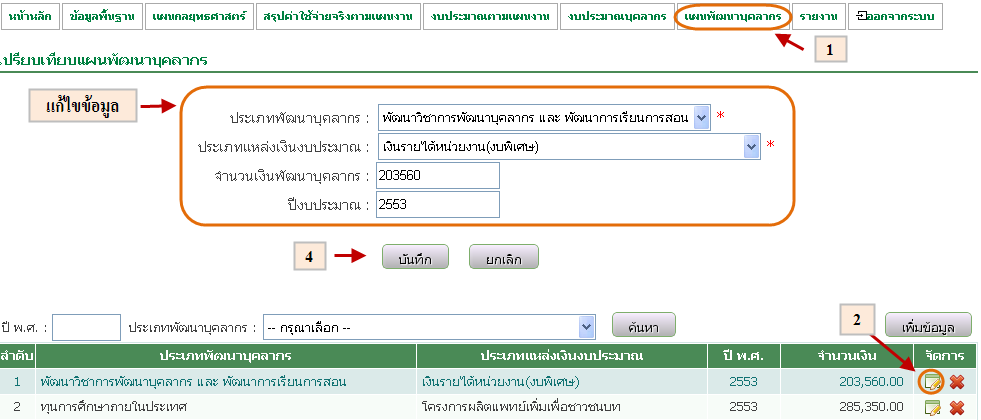 หน้าหลัก ข้อมูลพื้นฐาน แผนกลยุทธศาสตร์ สรุปค่าใช้จ่ายจริงตามแผนงาน งบประมาณตามแผนงาน งบประมาณบุคลากร แผนพัฒนาบุคลากร รายงาน ออกจากระบบ
1
เปรียบเทียบแผนพัฒนาบุคลากร
แก้ไขข้อมูล
ประเภทพัฒนาบุคลากร : พัฒนาวิชาการพัฒนาบุคลากร และ พัฒนาการเรียนการสอน *
ประเภทแหล่งเงินงบประมาณ : เงินรายได้หน่วยงาน(งบพิเศษ) *
จำนวนเงินพัฒนาบุคลากร : 203560
ปีงบประมาณ : 2553
4 บันทึก ยกเลิก
2
ปี พ.ศ. : ประเภทพัฒนาบุคลากร : -- กรุณาเลือก -- ค้นหา เพิ่มข้อมูล
ลำดับ ประเภทพัฒนาบุคลากร ประเภทแหล่งเงินงบประมาณ ปี พ.ศ. จำนวนเงิน จัดการ
1 พัฒนาวิชาการพัฒนาบุคลากร และ พัฒนาการเรียนการสอน เงินรายได้หน่วยงาน(งบพิเศษ) 2553 203,560.00
2 ทุนการศึกษาภายในประเทศ โครงการผลิตแพทย์เพิ่มเพื่อชาวชนบท 2553 285,350.00